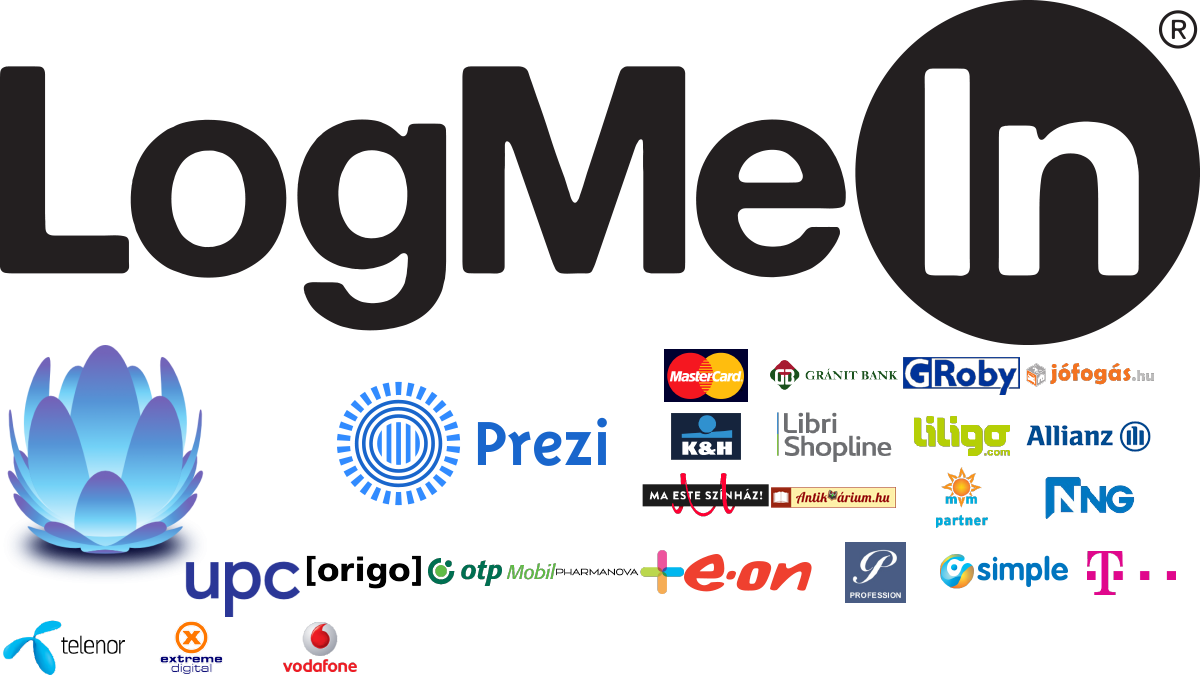 LogMeIn®
MasterCard
GRÁNIT BANK
GRoby
jófogás.hu
Prezi
K&H
Libri
Shopline
liligo
.com
Allianz
MA ESTE SZÍNHÁZ!
Antikvárium.hu
mym
partner
NNG
upc
[origo]
otp Mobil
PHARMANOVA
e·on
P
PROFESSION
simple
T
telenor
x
extreme
digital
vodafone